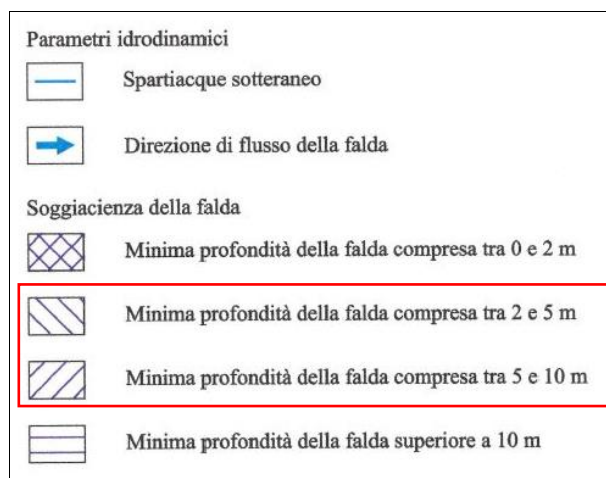 Parametri idrodinamici
Spartiacque sotteraneo
Direzione di flusso della falda
Soggiacienza della falda
Minima profondità della falda compresa tra 0 e 2 m
Minima profondità della falda compresa tra 2 e 5 m
Minima profondità della falda compresa tra 5 e 10 m
Minima profondità della falda superiore a 10 m